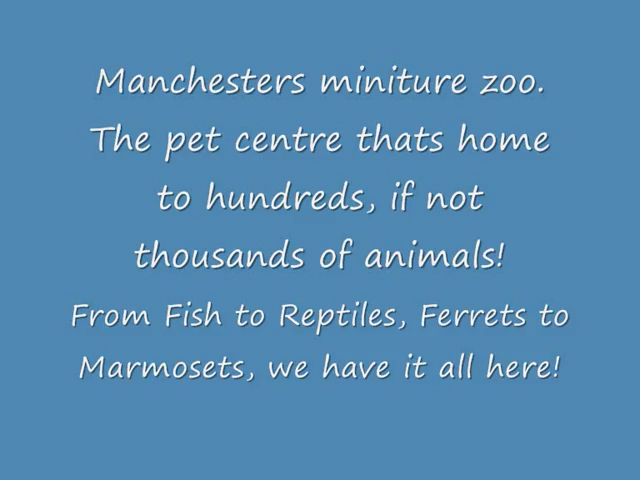 Manchesters miniture zoo.
The pet centre thats home
to hundreds, if not
thousands of animals!
From Fish to Reptiles, Ferrets to
Marmosets, we have it all here!